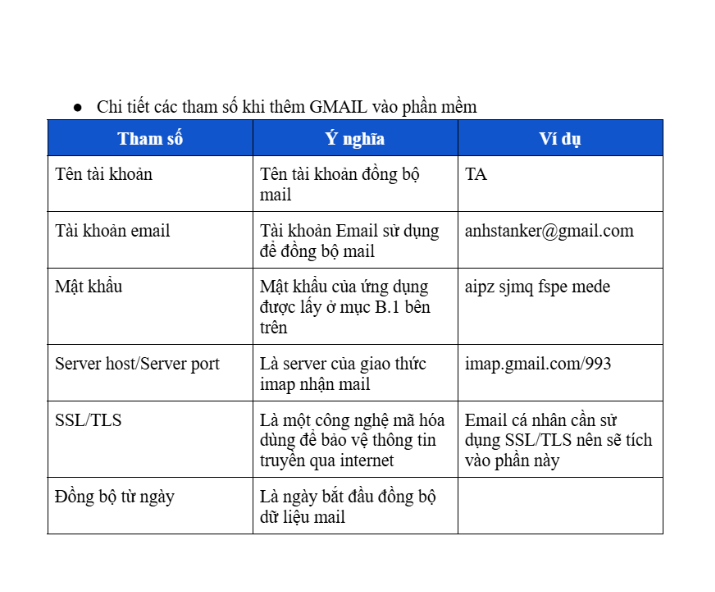 ● Chi tiết các tham số khi thêm GMAIL vào phần mềm
Tham số
Ý nghĩa
Ví dụ
Tên tài khoản
Tên tài khoản đồng bộ
mail
TA
Tài khoản email
Tài khoản Email sử dụng
để đồng bộ mail
anhstanker@gmail.com
Mật khẩu
Mật khẩu của ứng dụng
được lấy ở mục B.1 bên
trên
aipz sjmq fspe mede
Server host/Server port
Là server của giao thức
imap nhận mail
imap.gmail.com/993
SSL/TLS
Là một công nghệ mã hóa
dùng để bảo vệ thông tin
truyền qua internet
Email cá nhân cần sử
dụng SSL/TLS nên sẽ tích
vào phần này
Đồng bộ từ ngày
Là ngày bắt đầu đồng bộ
dữ liệu mail